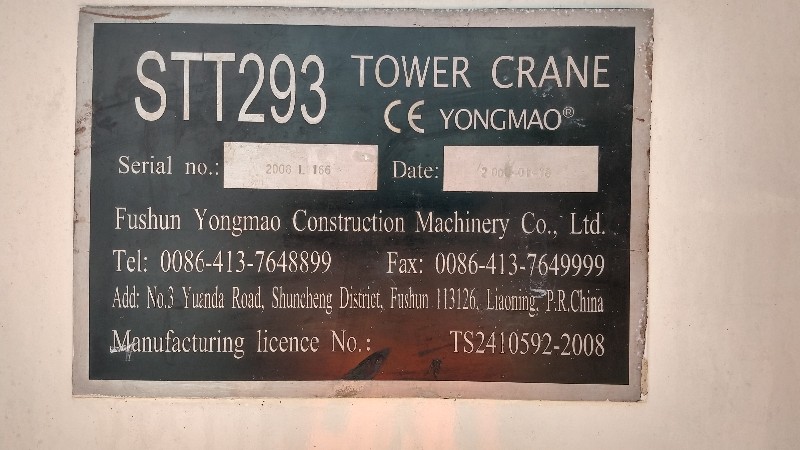 STT293 TOWER CRANE
CE YONGMAO®
Serial no.: 2008 L 166 Date:
Fushun Yongmao Construction Machinery Co., Ltd.
Tel: 0086-413-7648899 Fax: 0086-413-7649999
Add: No.3 Yuanda Road, Shuncheng District, Fushun 113126, Liaoning, P.R.China
Manufacturing licence No.: TS2410592-2008